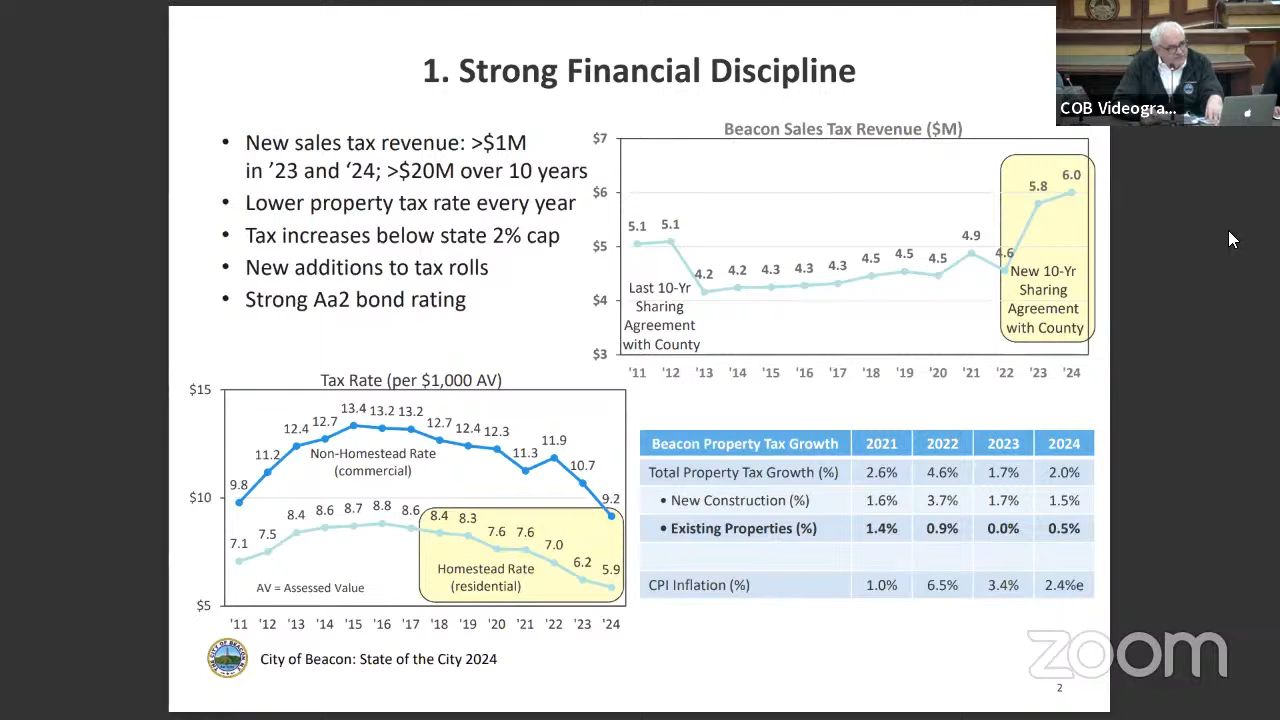 1. Strong Financial Discipline
COB Videogra...
• New sales tax revenue: >$1M
in ’23 and ‘24; >$20M over 10 years
• Lower property tax rate every year
• Tax increases below state 2% cap
• New additions to tax rolls
• Strong Aa2 bond rating
Beacon Sales Tax Revenue ($M)
$7
$6
$5
$4
$3
5.1 5.1 4.2 4.2 4.3 4.3 4.3 4.5 4.5 4.5 4.9 4.6 5.8 6.0
Last 10-Yr
Sharing
Agreement
with County
New 10-Yr
Sharing
Agreement
with County
'11 '12 '13 '14 '15 '16 '17 '18 '19 '20 '21 '22 '23 '24
Tax Rate (per $1,000 AV)
$15
$10
$5
9.8 11.2 12.4 12.7 13.4 13.2 13.2 12.7 12.4 12.3 11.3 11.9 10.7 9.2
Non-Homestead Rate
(commercial)
7.1 7.5 8.4 8.6 8.7 8.8 8.6 8.4 8.3 7.6 7.6 7.0 6.2 5.9
Homestead Rate
(residential)
AV = Assessed Value
'11 '12 '13 '14 '15 '16 '17 '18 '19 '20 '21 '22 '23 '24
Beacon Property Tax Growth 2021 2022 2023 2024
Total Property Tax Growth (%) 2.6% 4.6% 1.7% 2.0%
• New Construction (%) 1.6% 3.7% 1.7% 1.5%
• Existing Properties (%) 1.4% 0.9% 0.0% 0.5%
CPI Inflation (%) 1.0% 6.5% 3.4% 2.4%e
City of Beacon: State of the City 2024
zoom
2